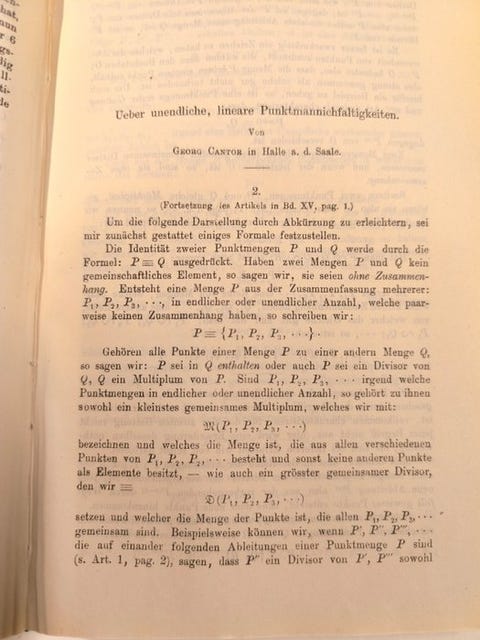 hat,
nun
r 6
gs-
dig
ll.
ti-
de
Ueber unendliche, lineare Punktmannichfaltigkeiten.
Von
Georg Cantor in Halle a. d. Saale.
2.
(Fortsetzung des Artikels in Bd. XV, pag. 1.)
Um die folgende Darstellung durch Abkürzung zu erleichtern, sei
mir zunächst gestattet einiges Formale festzustellen.
Die Identität zweier Punktmengen P und Q werde durch die
Formel: P ≡ Q ausgedrückt. Haben zwei Mengen P und Q kein
gemeinschaftliches Element, so sagen wir, sie seien ohne Zusammen-
hang. Entsteht eine Menge P aus der Zusammenfassung mehrerer:
P₁, P₂, P₃, ···, in endlicher oder unendlicher Anzahl, welche paar-
weise keinen Zusammenhang haben, so schreiben wir:
P ≡ {P₁, P₂, P₃, ···}.
Gehören alle Punkte einer Menge P zu einer andern Menge Q,
so sagen wir: P sei in Q enthalten oder auch P sei ein Divisor von
Q, Q ein Multiplum von P. Sind P₁, P₂, P₃, ··· irgend welche
Punktmengen in endlicher oder unendlicher Anzahl, so gehört zu ihnen
sowohl ein kleinstes gemeinsames Multiplum, welches wir mit:
𝔐(P₁, P₂, P₃, ···)
bezeichnen und welches die Menge ist, die aus allen verschiedenen
Punkten von P₁, P₂, P₃, ··· besteht und sonst keine anderen Punkte
als Elemente besitzt, — wie auch ein grösster gemeinsamer Divisor,
den wir ≡
𝔇(P₁, P₂, P₃, ···)
setzen und welcher die Menge der Punkte ist, die allen P₁, P₂, P₃, ···
gemeinsam sind. Beispielsweise können wir, wenn P′, P″, P‴, ···
die auf einander folgenden Ableitungen einer Punktmenge P sind
(s. Art. 1, pag. 2), sagen, dass P″ ein Divisor von P′, P‴ sowohl